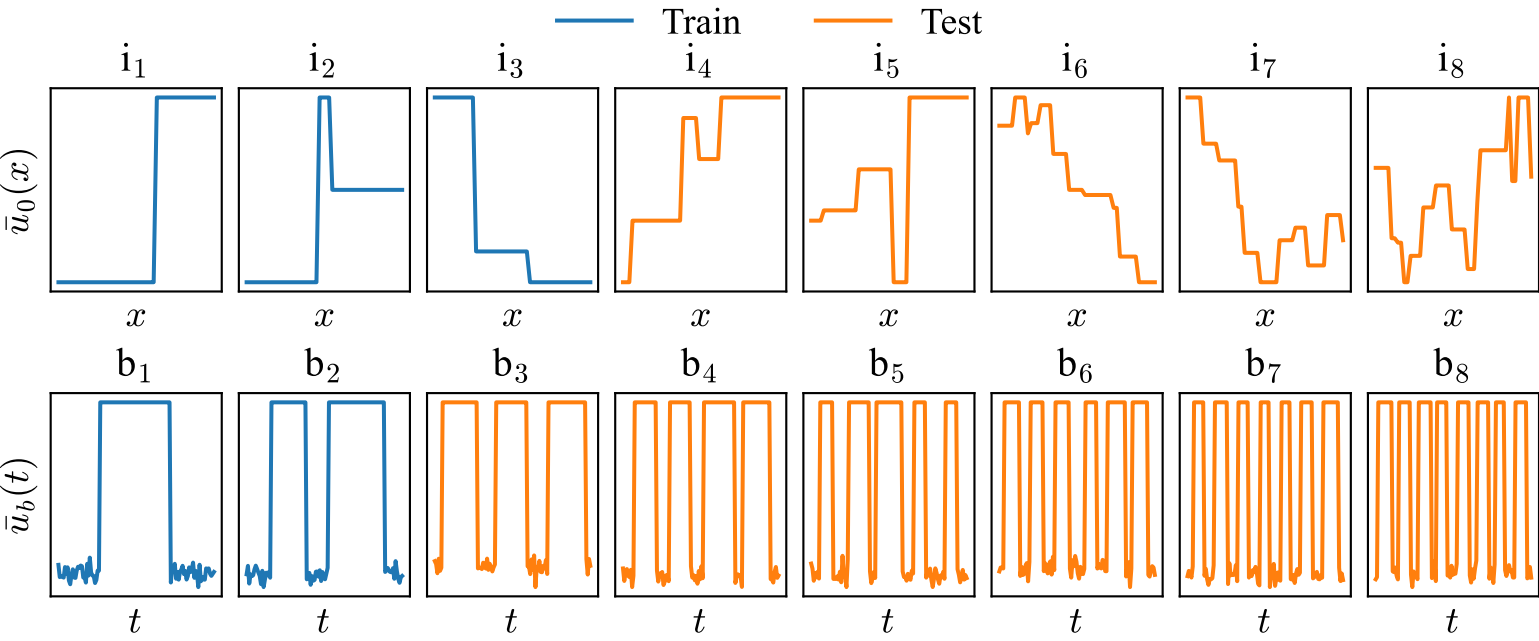 Train Test
i₁ i₂ i₃ i₄ i₅ i₆ i₇ i₈
ū₀(x)
x x x x x x x x
b₁ b₂ b₃ b₄ b₅ b₆ b₇ b₈
ū_b(t)
t t t t t t t t